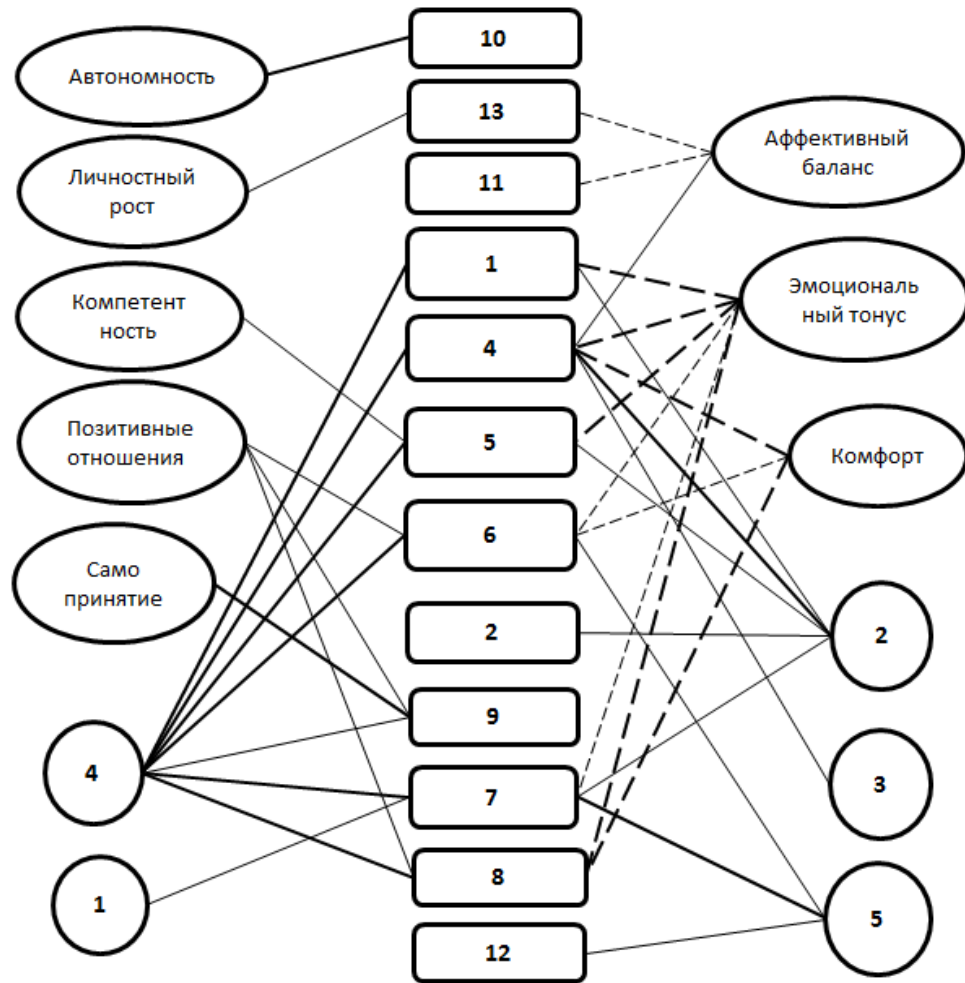 Автономность
Личностный
рост
Компетент
ность
Позитивные
отношения
Само
принятие
4
1
10
13
11
1
4
5
6
2
9
7
8
12
Аффективный
баланс
Эмоциональ
ный тонус
Комфорт
2
3
5